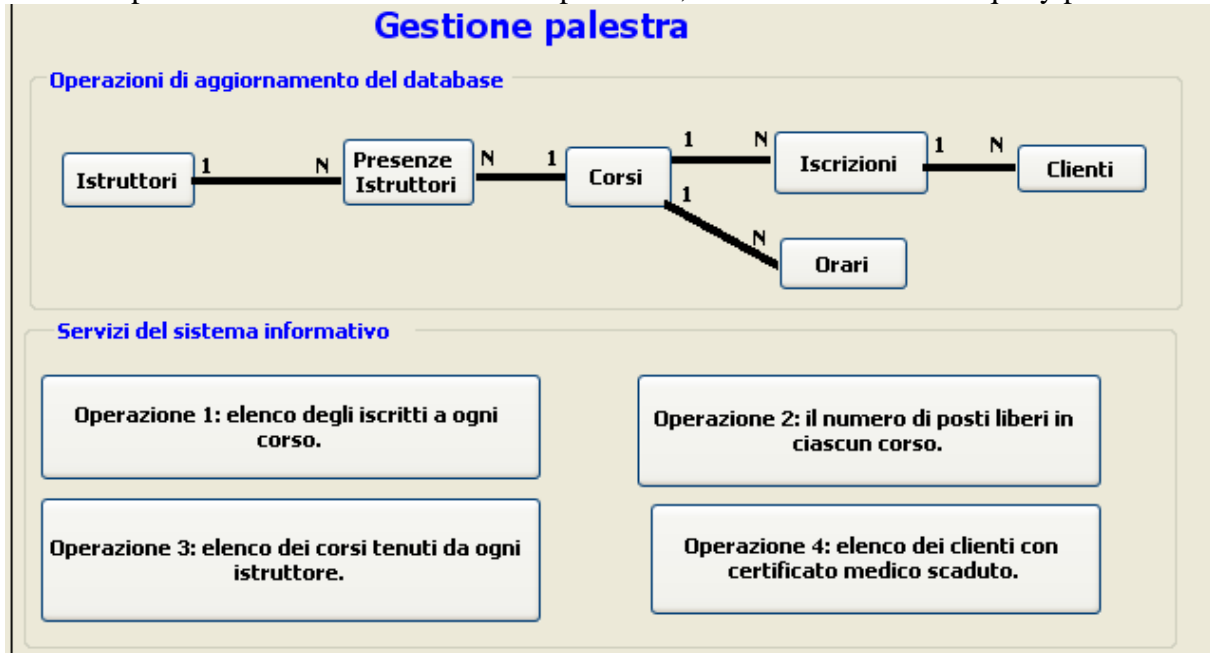 Gestione palestra
Operazioni di aggiornamento del database
Istruttori
1
N
Presenze
Istruttori
N
1
Corsi
1
N
Iscrizioni
1
N
Clienti
1
N
Orari
Servizi del sistema informativo
Operazione 1: elenco degli iscritti a ogni
corso.
Operazione 2: il numero di posti liberi in
ciascun corso.
Operazione 3: elenco dei corsi tenuti da ogni
istruttore.
Operazione 4: elenco dei clienti con
certificato medico scaduto.